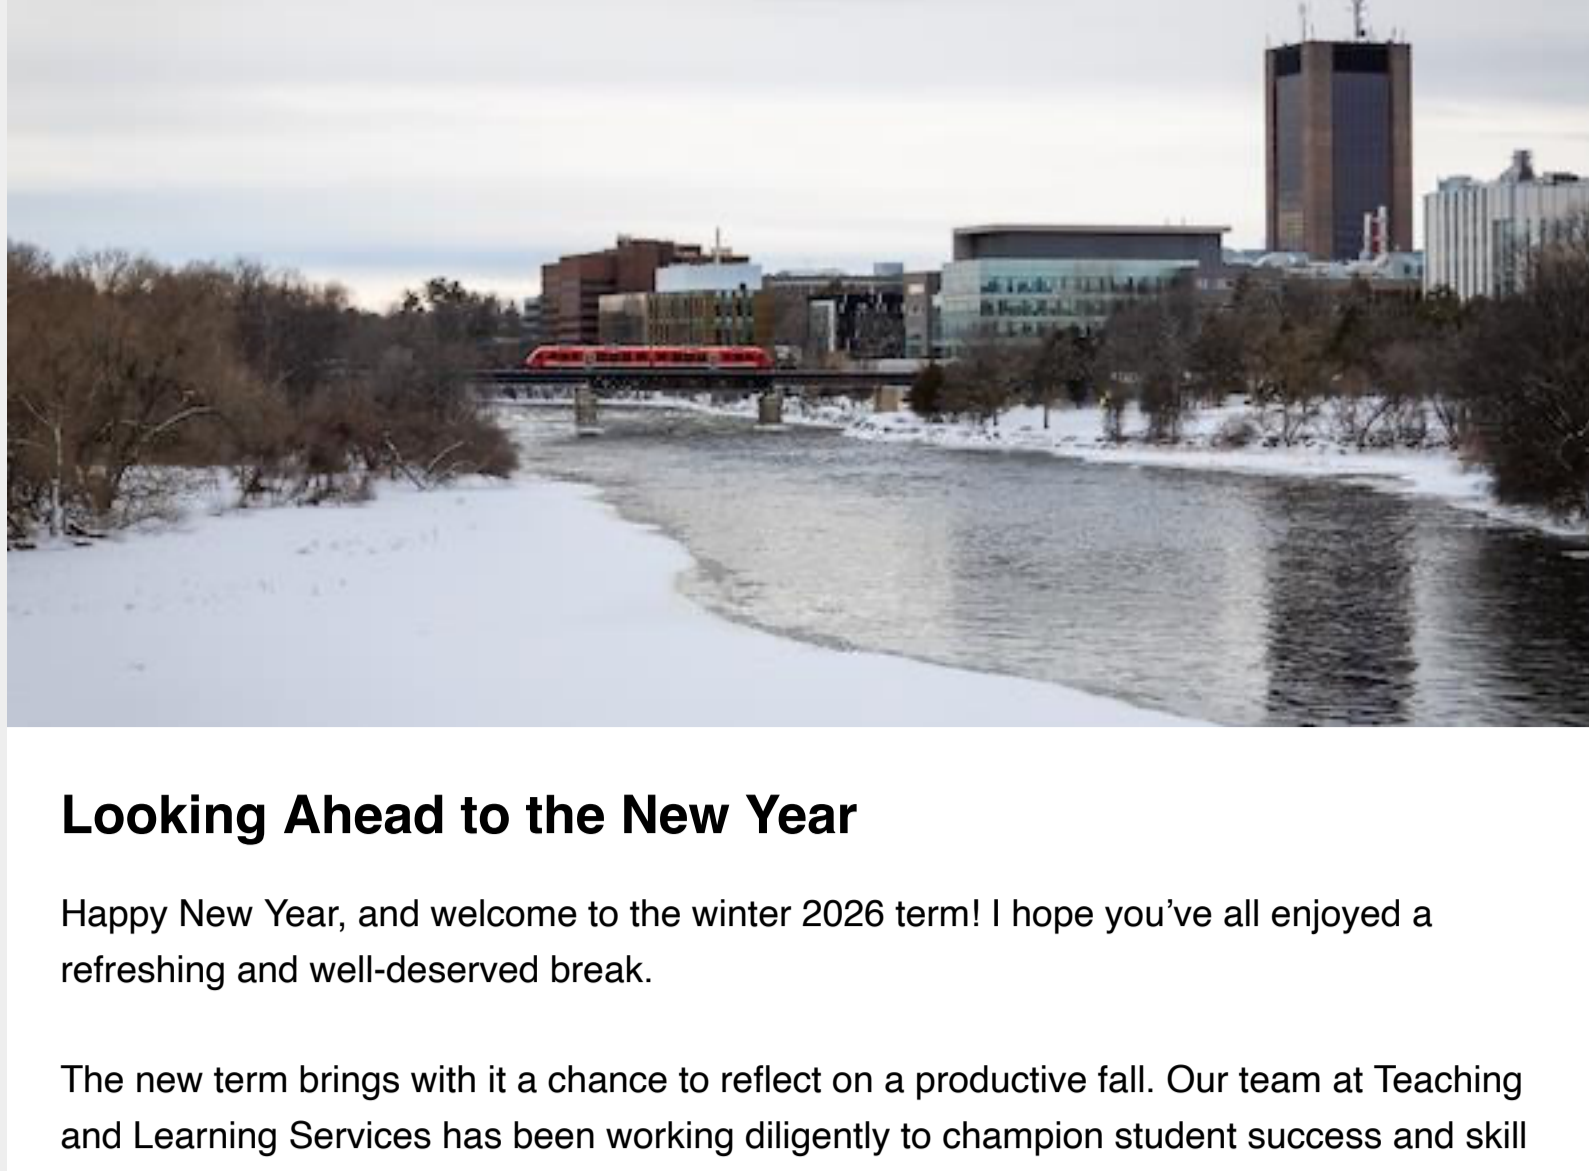 Looking Ahead to the New Year
Happy New Year, and welcome to the winter 2026 term! I hope you’ve all enjoyed a
refreshing and well-deserved break.
The new term brings with it a chance to reflect on a productive fall. Our team at Teaching
and Learning Services has been working diligently to champion student success and skill